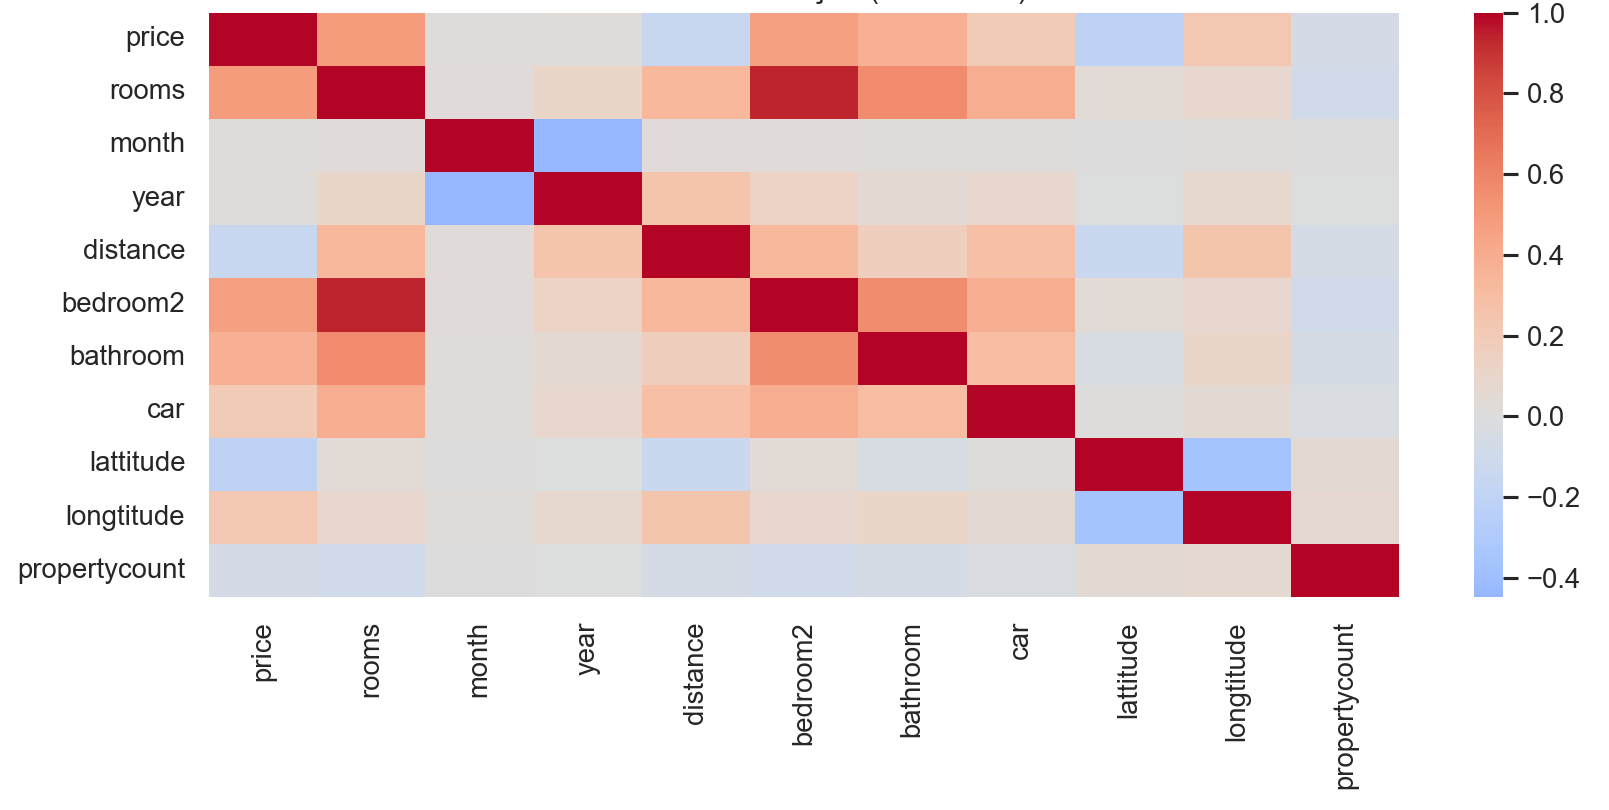 price
rooms
month
year
distance
bedroom2
bathroom
car
lattitude
longtitude
propertycount
price
rooms
month
year
distance
bedroom2
bathroom
car
lattitude
longtitude
propertycount
1.0
0.8
0.6
0.4
0.2
0.0
−0.2
−0.4